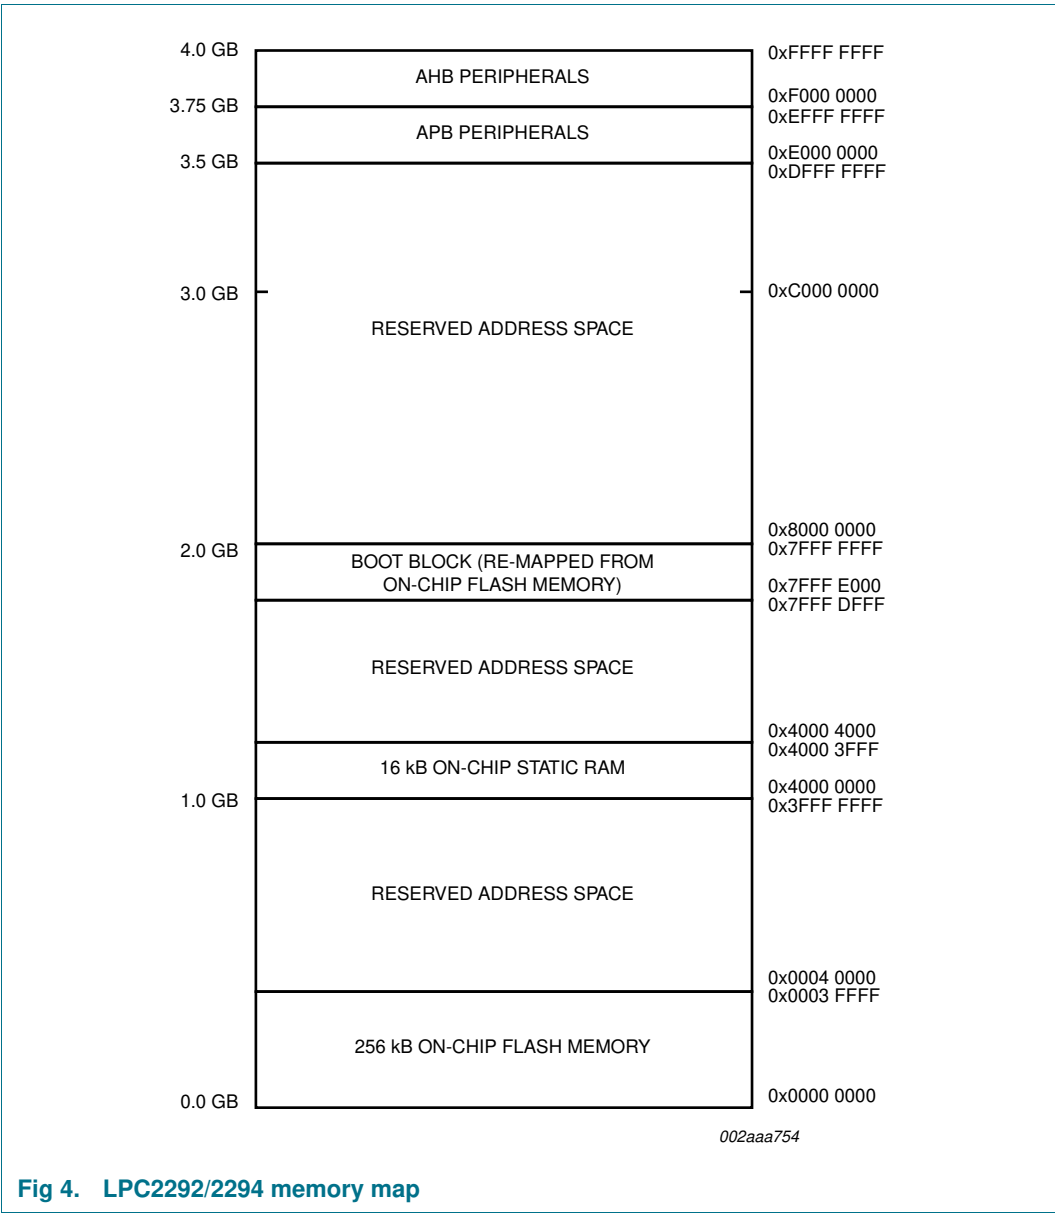 4.0 GB
0xFFFF FFFF
AHB PERIPHERALS
0xF000 0000
3.75 GB
0xEFFF FFFF
APB PERIPHERALS
0xE000 0000
3.5 GB
0xDFFF FFFF
3.0 GB
0xC000 0000
RESERVED ADDRESS SPACE
0x8000 0000
2.0 GB
0x7FFF FFFF
BOOT BLOCK (RE-MAPPED FROM
ON-CHIP FLASH MEMORY)
0x7FFF E000
0x7FFF DFFF
RESERVED ADDRESS SPACE
0x4000 4000
0x4000 3FFF
16 kB ON-CHIP STATIC RAM
0x4000 0000
1.0 GB
0x3FFF FFFF
RESERVED ADDRESS SPACE
0x0004 0000
0x0003 FFFF
256 kB ON-CHIP FLASH MEMORY
0.0 GB
0x0000 0000
002aaa754
Fig 4. LPC2292/2294 memory map